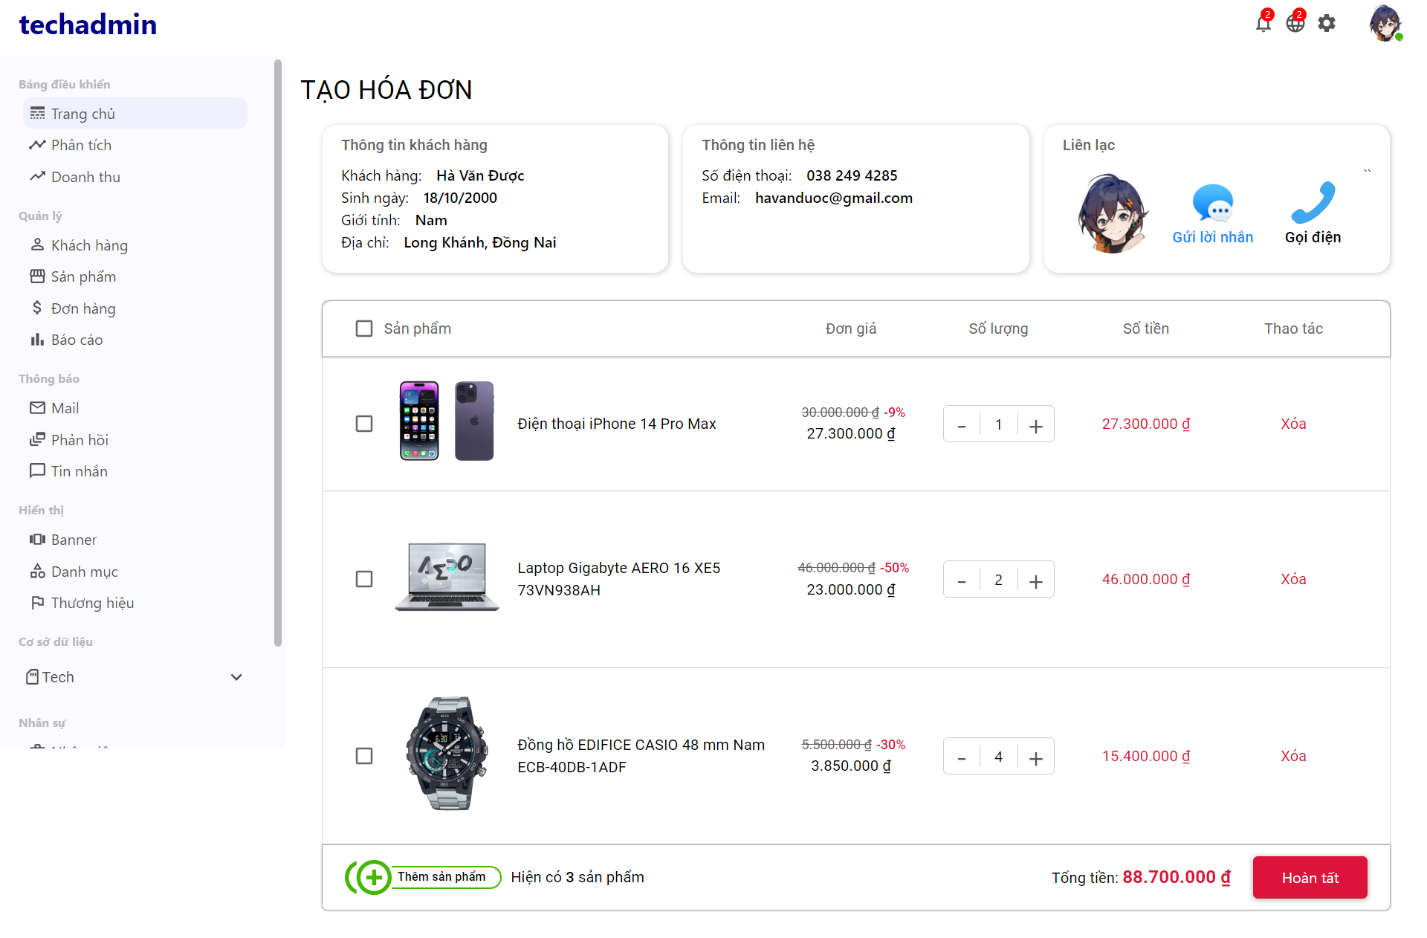 techadmin
2
2
Bảng điều khiển
Trang chủ
Phân tích
Doanh thu
Quản lý
Khách hàng
Sản phẩm
Đơn hàng
Báo cáo
Thông báo
Mail
Phản hồi
Tin nhắn
Hiển thị
Banner
Danh mục
Thương hiệu
Cơ sở dữ liệu
Tech
Nhân sự
TẠO HÓA ĐƠN
Thông tin khách hàng
Khách hàng: Hà Văn Được
Sinh ngày: 18/10/2000
Giới tính: Nam
Địa chỉ: Long Khánh, Đồng Nai
Thông tin liên hệ
Số điện thoại: 038 249 4285
Email: havanduoc@gmail.com
Liên lạc
``
Gửi lời nhắn
Gọi điện
Sản phẩm Đơn giá Số lượng Số tiền Thao tác
Điện thoại iPhone 14 Pro Max
30.000.000 ₫ -9%
27.300.000 ₫
- 1 +
27.300.000 ₫
Xóa
Laptop Gigabyte AERO 16 XE5
73VN938AH
46.000.000 ₫ -50%
23.000.000 ₫
- 2 +
46.000.000 ₫
Xóa
Đồng hồ EDIFICE CASIO 48 mm Nam
ECB-40DB-1ADF
5.500.000 ₫ -30%
3.850.000 ₫
- 4 +
15.400.000 ₫
Xóa
Thêm sản phẩm
Hiện có 3 sản phẩm
Tổng tiền: 88.700.000 ₫
Hoàn tất